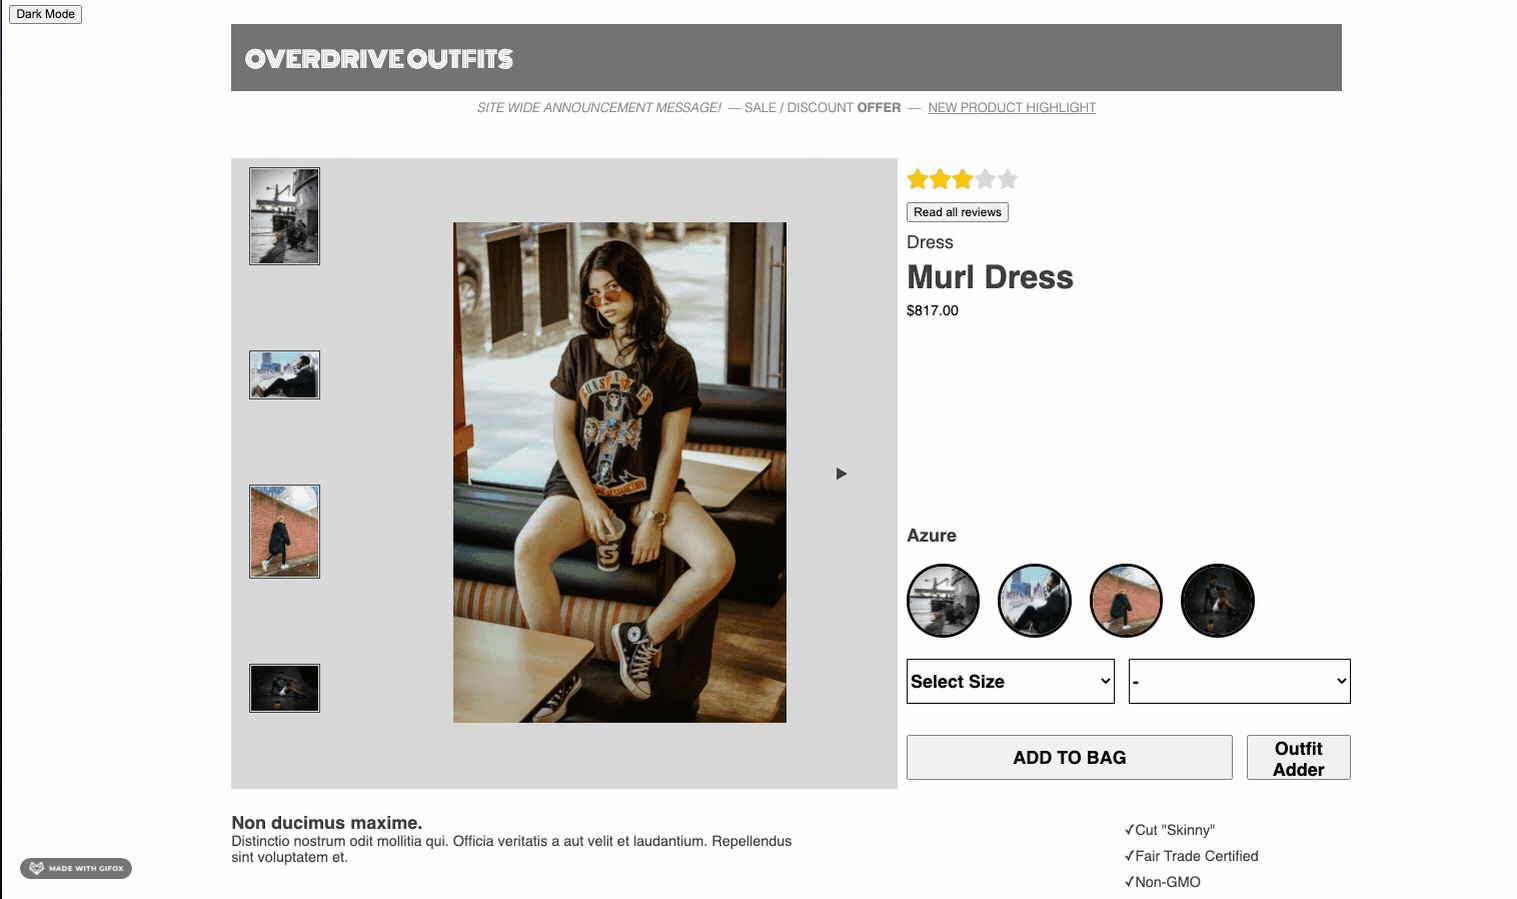 Dark Mode
OVERDRIVE OUTFITS
SITE WIDE ANNOUNCEMENT MESSAGE! — SALE / DISCOUNT OFFER — NEW PRODUCT HIGHLIGHT
Read all reviews
Dress
Murl Dress
$817.00
Azure
Select Size
-
ADD TO BAG
Outfit
Adder
Non ducimus maxime.
Distinctio nostrum odit mollitia qui. Officia veritatis a aut velit et laudantium. Repellendus
sint voluptatem et.
✓Cut "Skinny"
✓Fair Trade Certified
✓Non-GMO
MADE WITH GIFOX